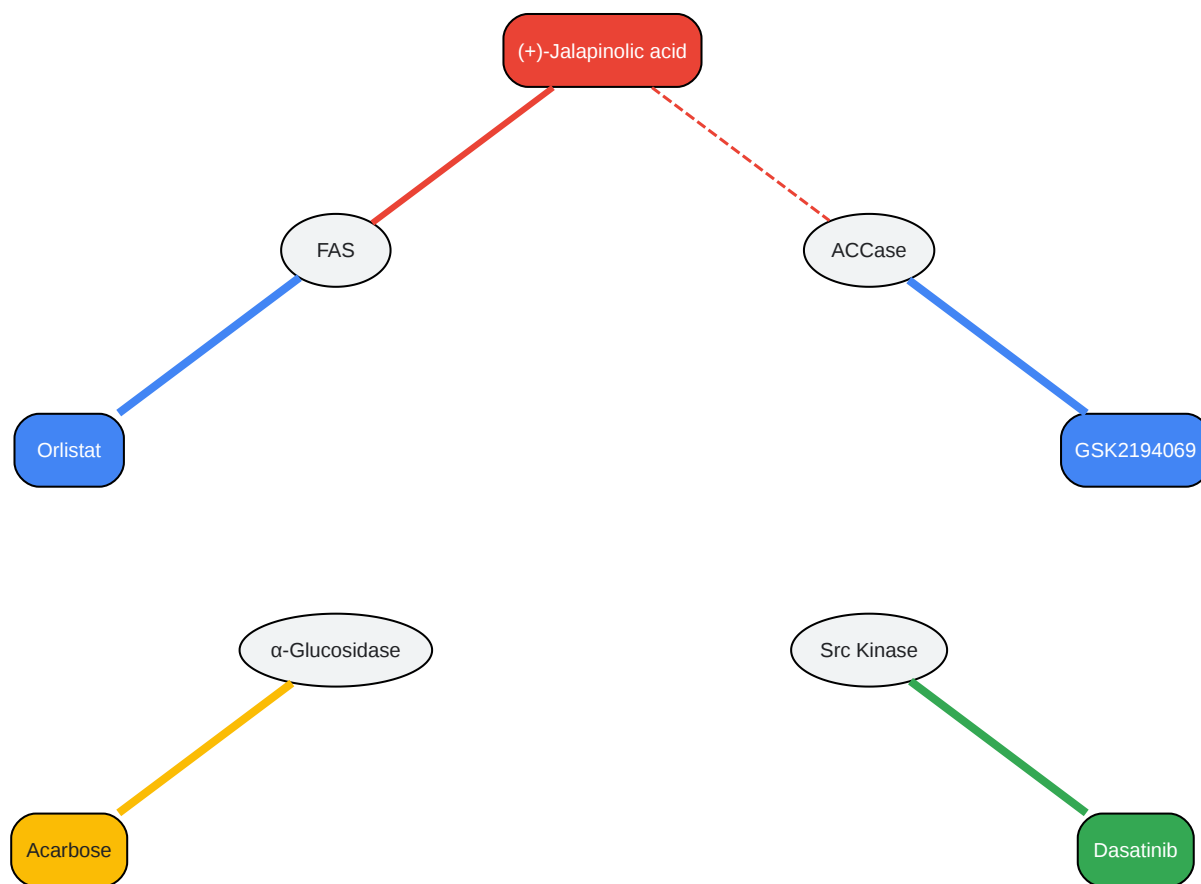 (+)-Jalapinolic acid
FAS
ACCase
Orlistat
GSK2194069
α-Glucosidase
Src Kinase
Acarbose
Dasatinib